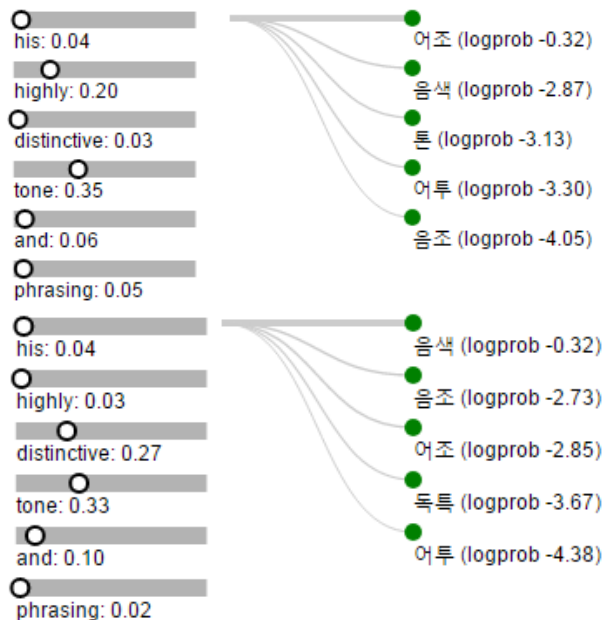 his: 0.04
highly: 0.20
distinctive: 0.03
tone: 0.35
and: 0.06
phrasing: 0.05
어조 (logprob -0.32)
음색 (logprob -2.87)
톤 (logprob -3.13)
어투 (logprob -3.30)
음조 (logprob -4.05)
his: 0.04
highly: 0.03
distinctive: 0.27
tone: 0.33
and: 0.10
phrasing: 0.02
음색 (logprob -0.32)
음조 (logprob -2.73)
어조 (logprob -2.85)
독특 (logprob -3.67)
어투 (logprob -4.38)